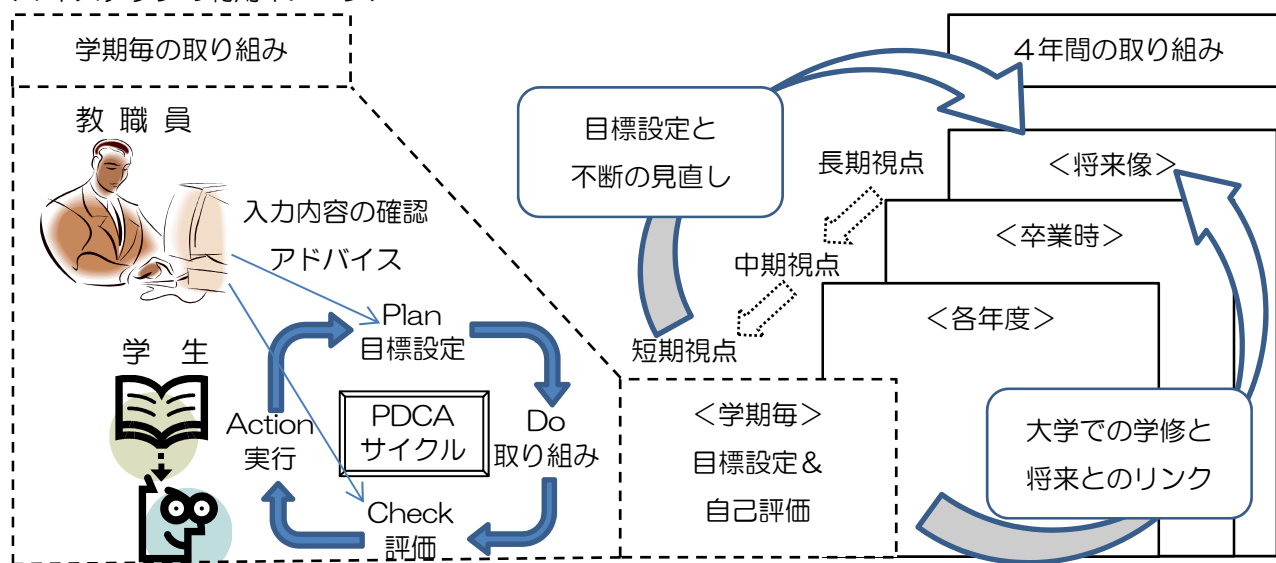 学期毎の取り組み
教 職 員
入力内容の確認
アドバイス
Plan
目標設定
学 生
Action
実行
PDCA
サイクル
Do
取り組み
Check
評価
４年間の取り組み
目標設定と
不断の見直し
長期視点
中期視点
短期視点
＜将来像＞
＜卒業時＞
＜各年度＞
＜学期毎＞
目標設定＆
自己評価
大学での学修と
将来とのリンク